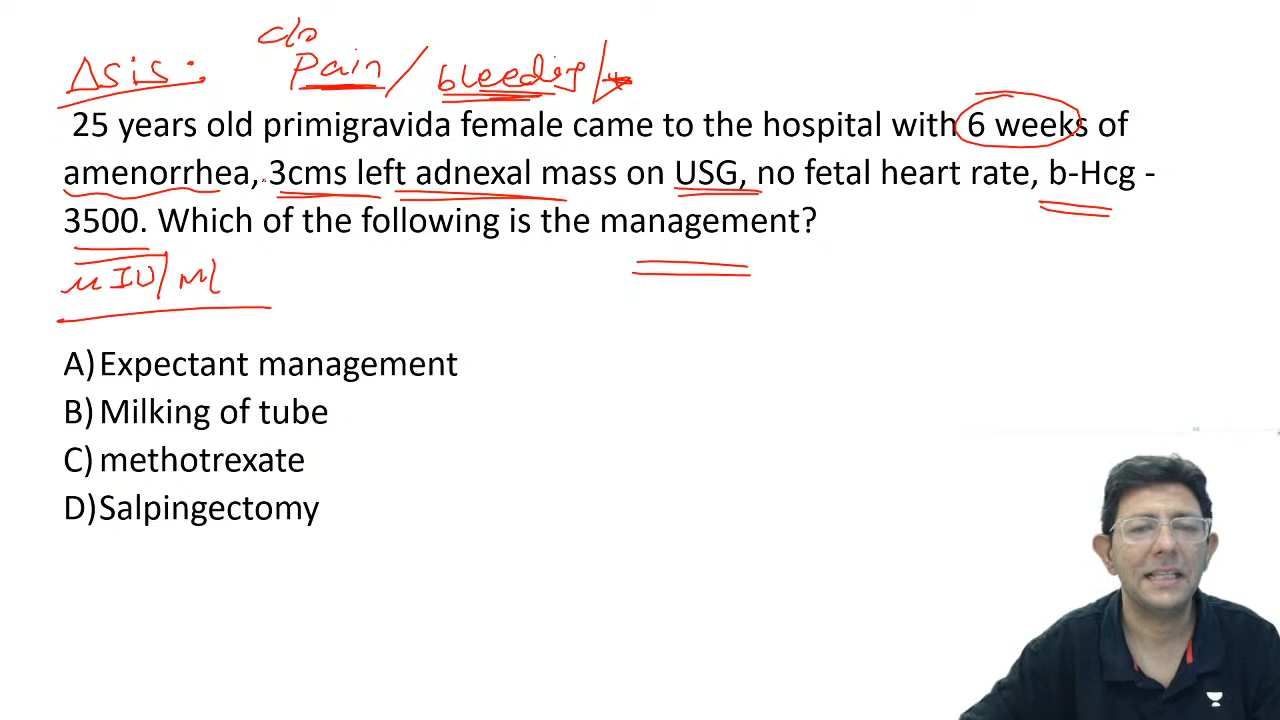 c/o
Δsis: Pain / bleeding /
25 years old primigravida female came to the hospital with 6 weeks of
amenorrhea, 3cms left adnexal mass on USG, no fetal heart rate, b-Hcg -
3500. Which of the following is the management?
mIU/ml
A) Expectant management
B) Milking of tube
C) methotrexate
D) Salpingectomy